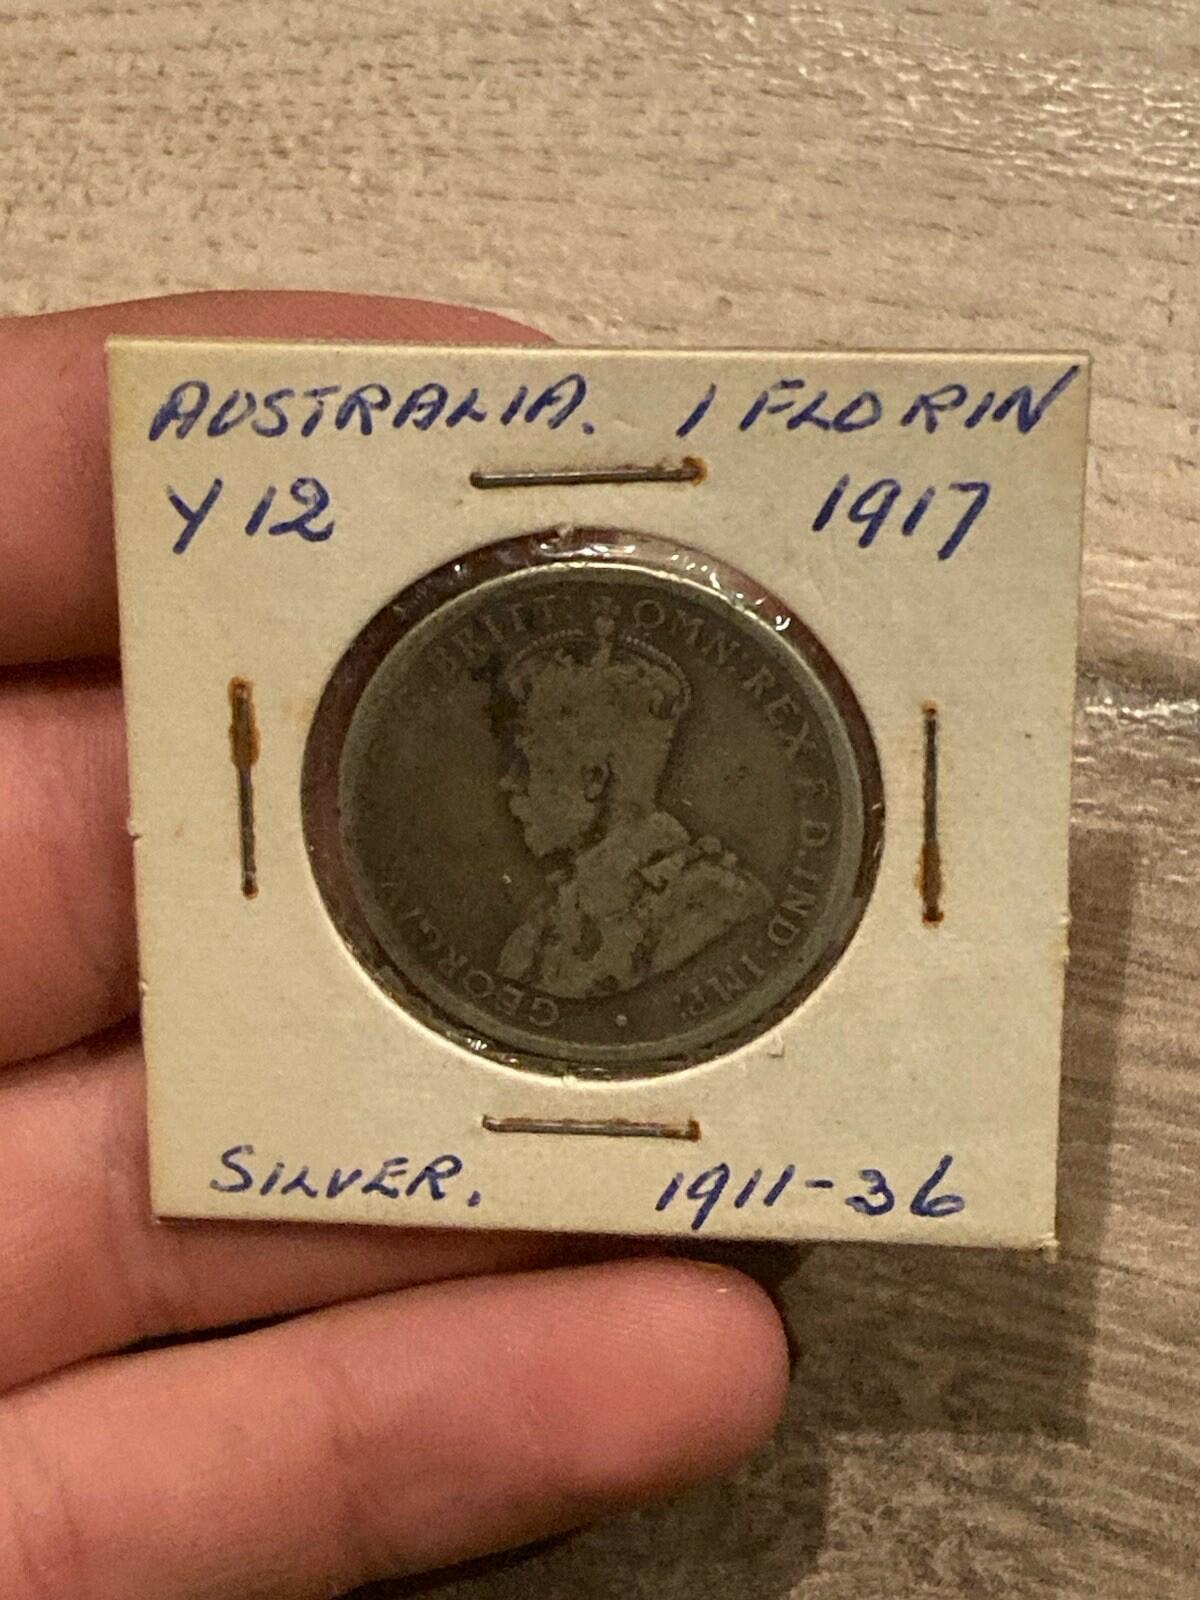 AUSTRALIA. 1 FLORIN
Y12 1917
GEORGIVS V D.G. BRITT: OMN: REX F.D. IND: IMP:
SILVER. 1911-36